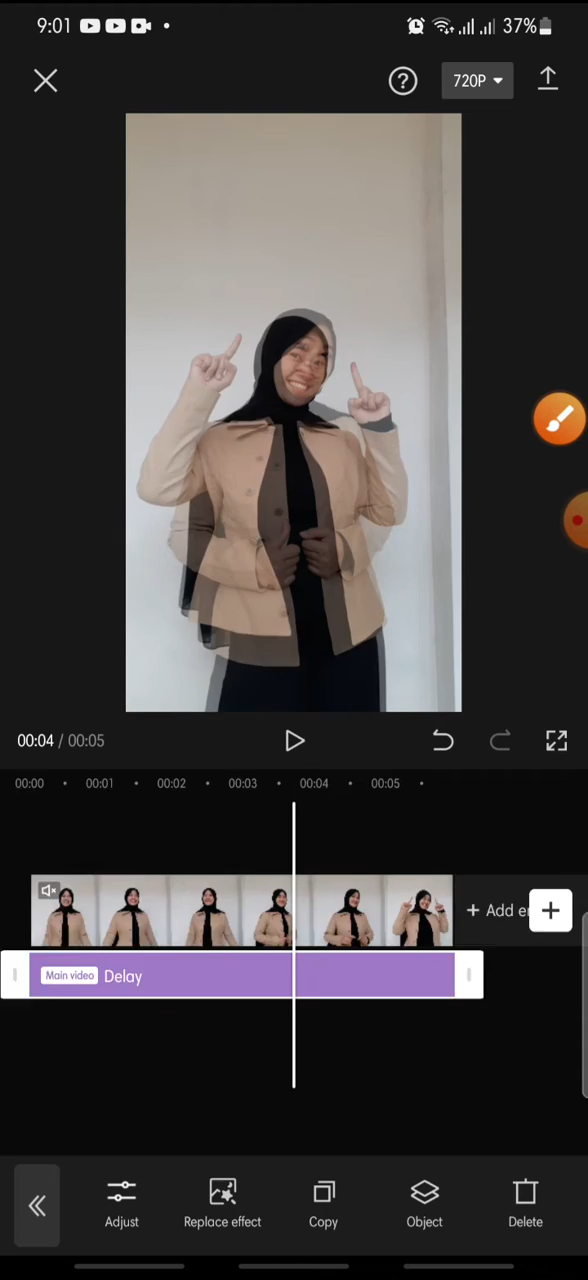 9:01 37%
720P
00:04 / 00:05
00:00 00:01 00:02 00:03 00:04 00:05
+ Add
Main video Delay
Adjust Replace effect Copy Object Delete